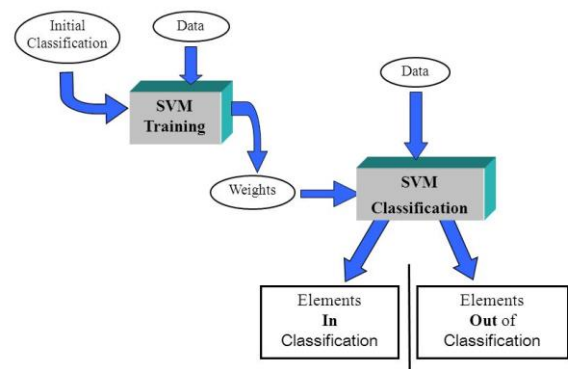 Initial
Classification
Data
SVM
Training
Data
Weights
SVM
Classification
Elements
In
Classification
Elements
Out of
Classification